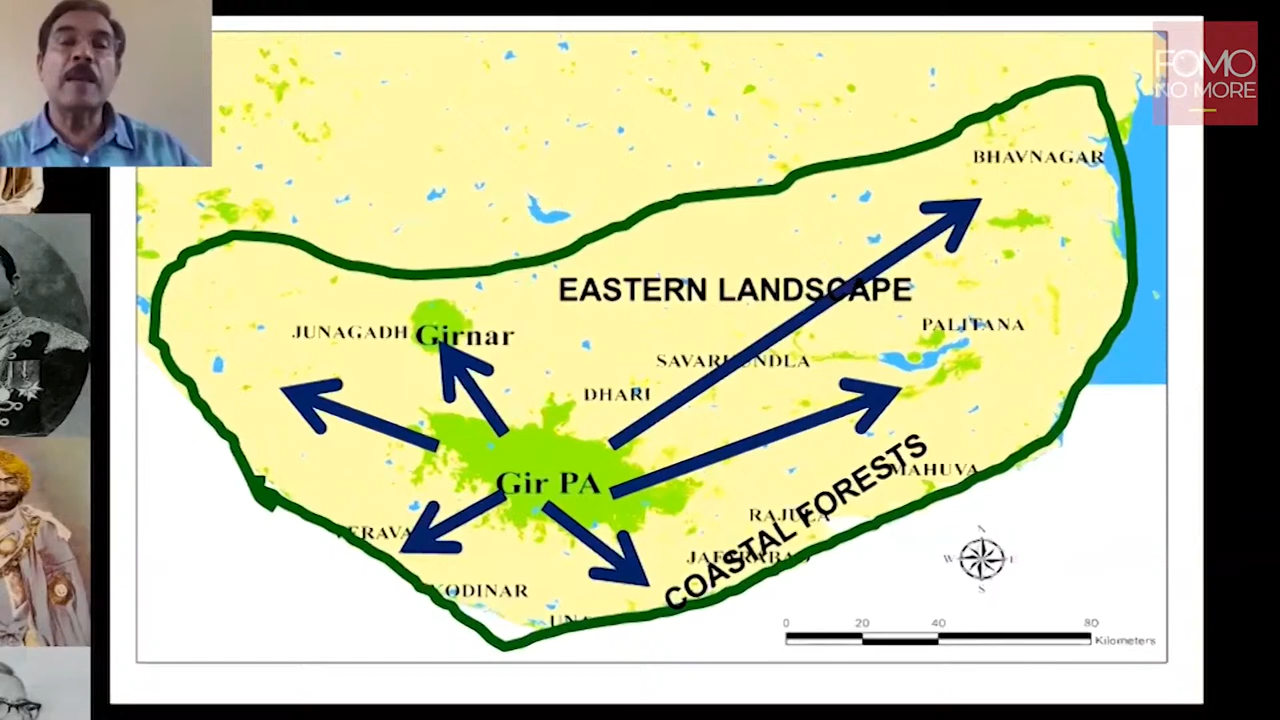 FOMO
NO MORE
BHAVNAGAR
EASTERN LANDSCAPE
JUNAGADH
Girnar
PALITANA
DHARI
Gir PA
MAHUVA
COASTAL FORESTS
N
W
E
S
0 20 40 80
Kilometers